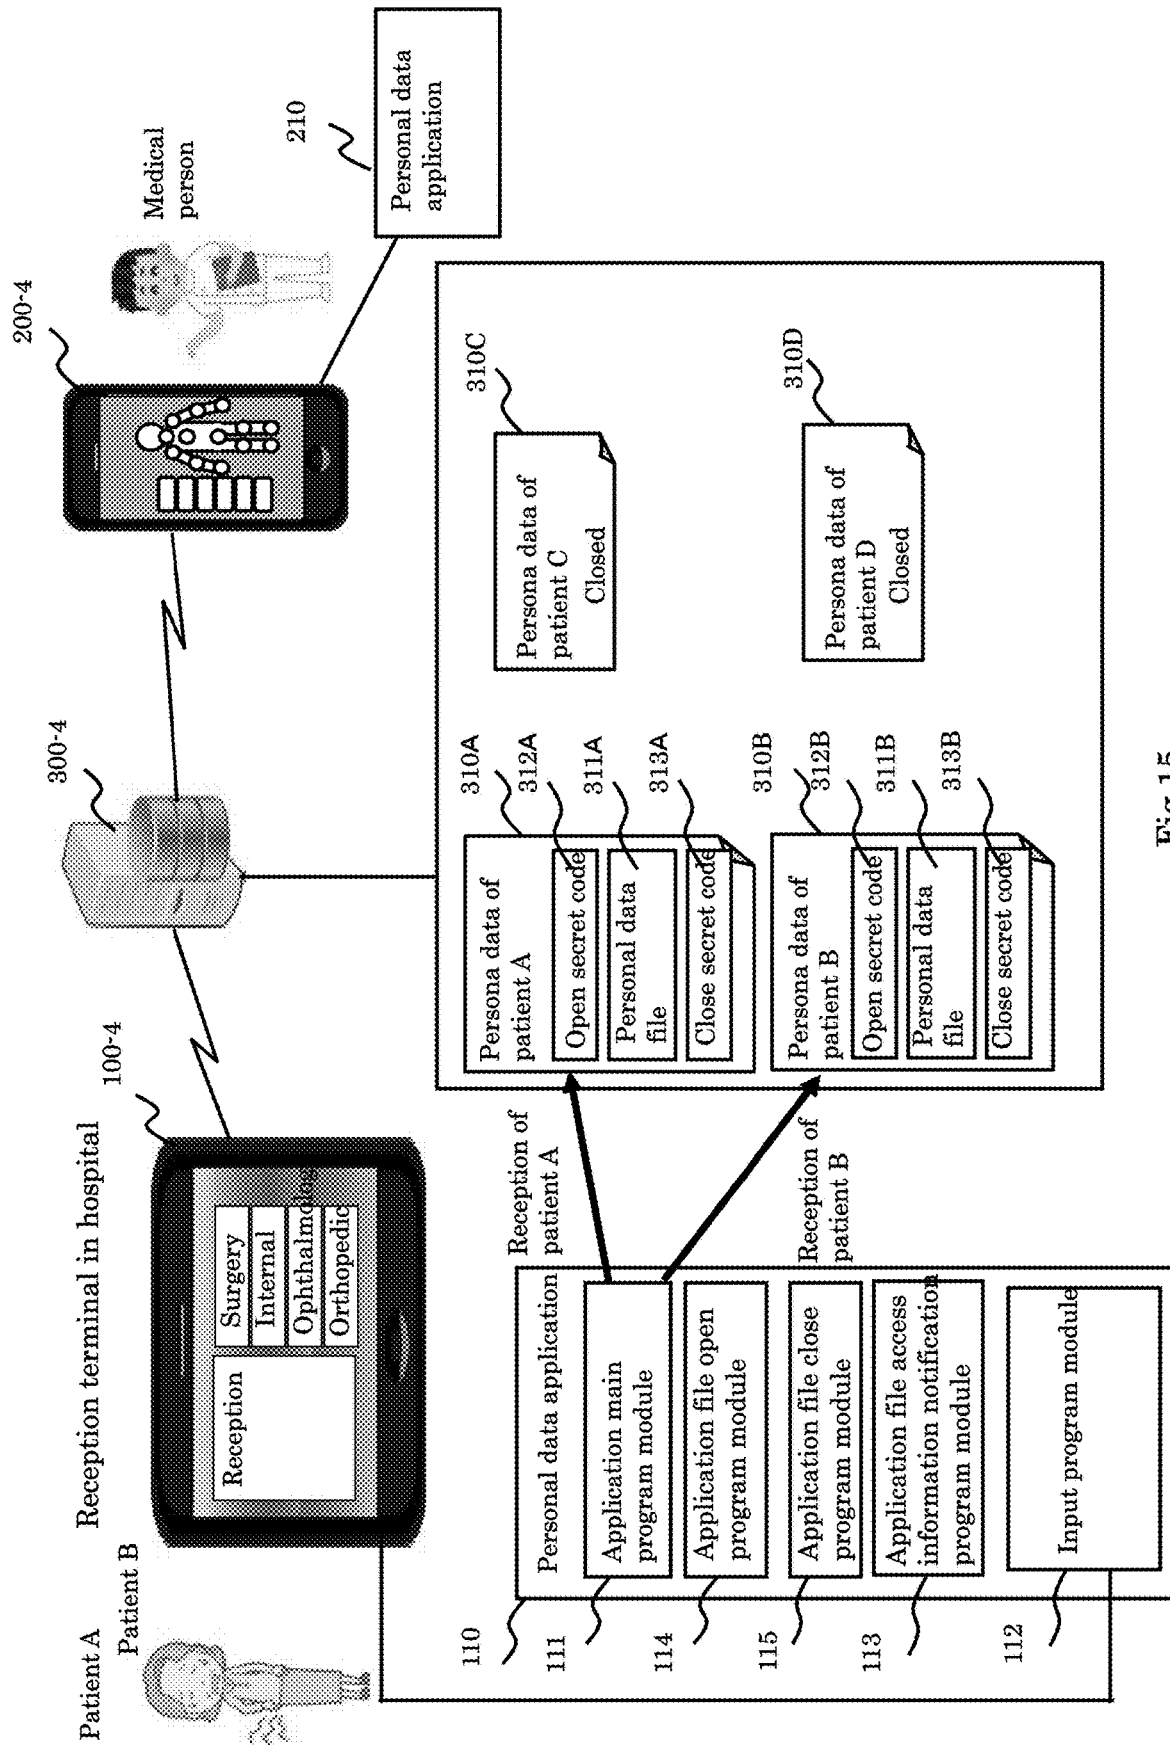 Patient A
Patient B
Reception terminal in hospital
100-4
Reception
Surgery
Internal
Ophthalmolog
Orthopedic
300-4
200-4
Medical
person
210
Personal data
application
110
Personal data application
111
Application main
program module
114
Application file open
program module
115
Application file close
program module
113
Application file access
information notification
program module
112
Input program module
Reception of
patient A
Reception of
patient B
310A
312A
311A
313A
Persona data of
patient A
Open secret code
Personal data
file
Close secret code
310B
312B
311B
313B
Persona data of
patient B
Open secret code
Personal data
file
Close secret code
310C
Persona data of
patient C
Closed
310D
Persona data of
patient D
Closed
Fig.15